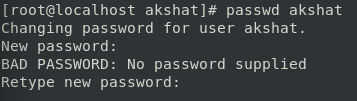 [root@localhost akshat]# passwd akshat
Changing password for user akshat.
New password:
BAD PASSWORD: No password supplied
Retype new password: